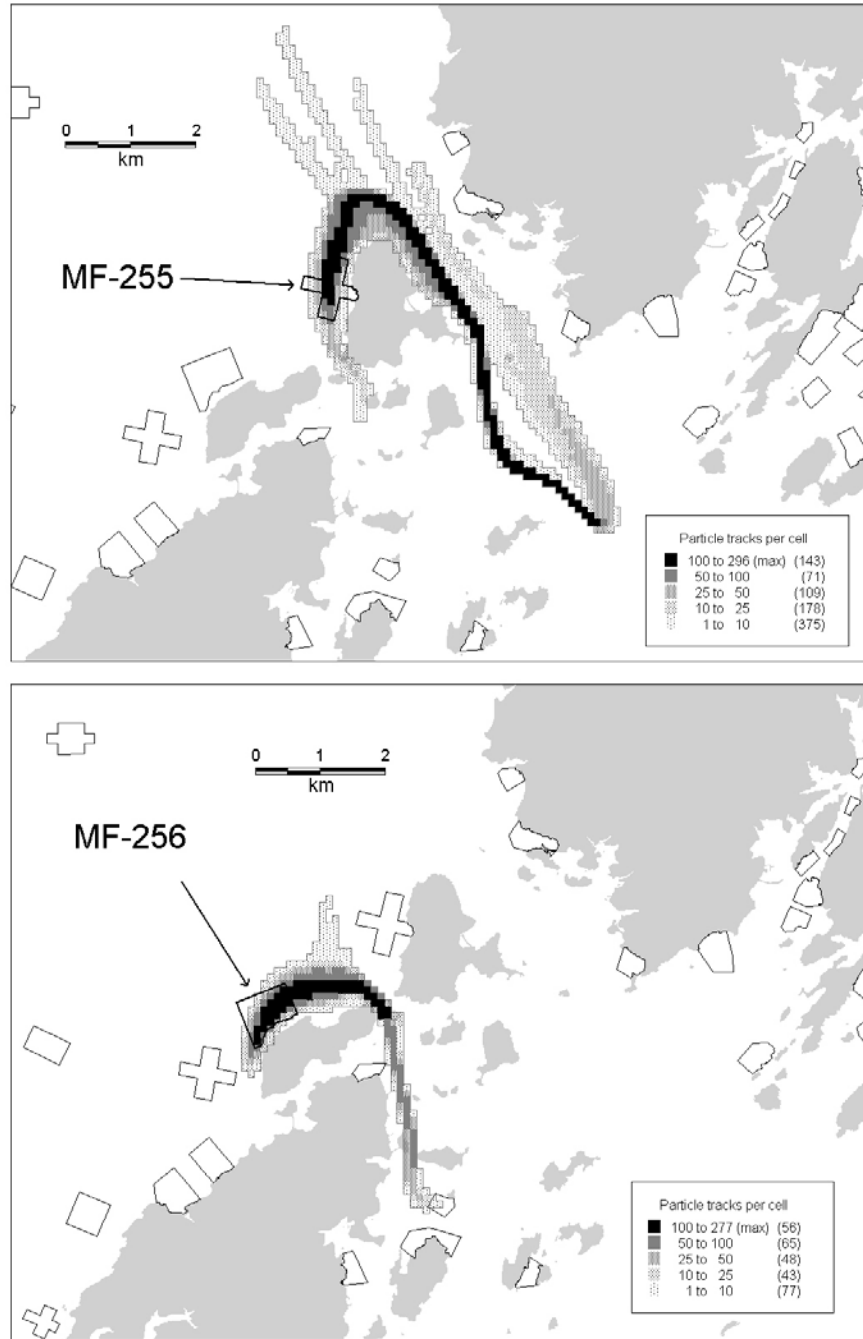 0 1 2
km
MF-255
Particle tracks per cell
100 to 296 (max) (143)
50 to 100 (71)
25 to 50 (109)
10 to 25 (178)
1 to 10 (375)
0 1 2
km
MF-256
Particle tracks per cell
100 to 277 (max) (56)
50 to 100 (65)
25 to 50 (48)
10 to 25 (43)
1 to 10 (77)